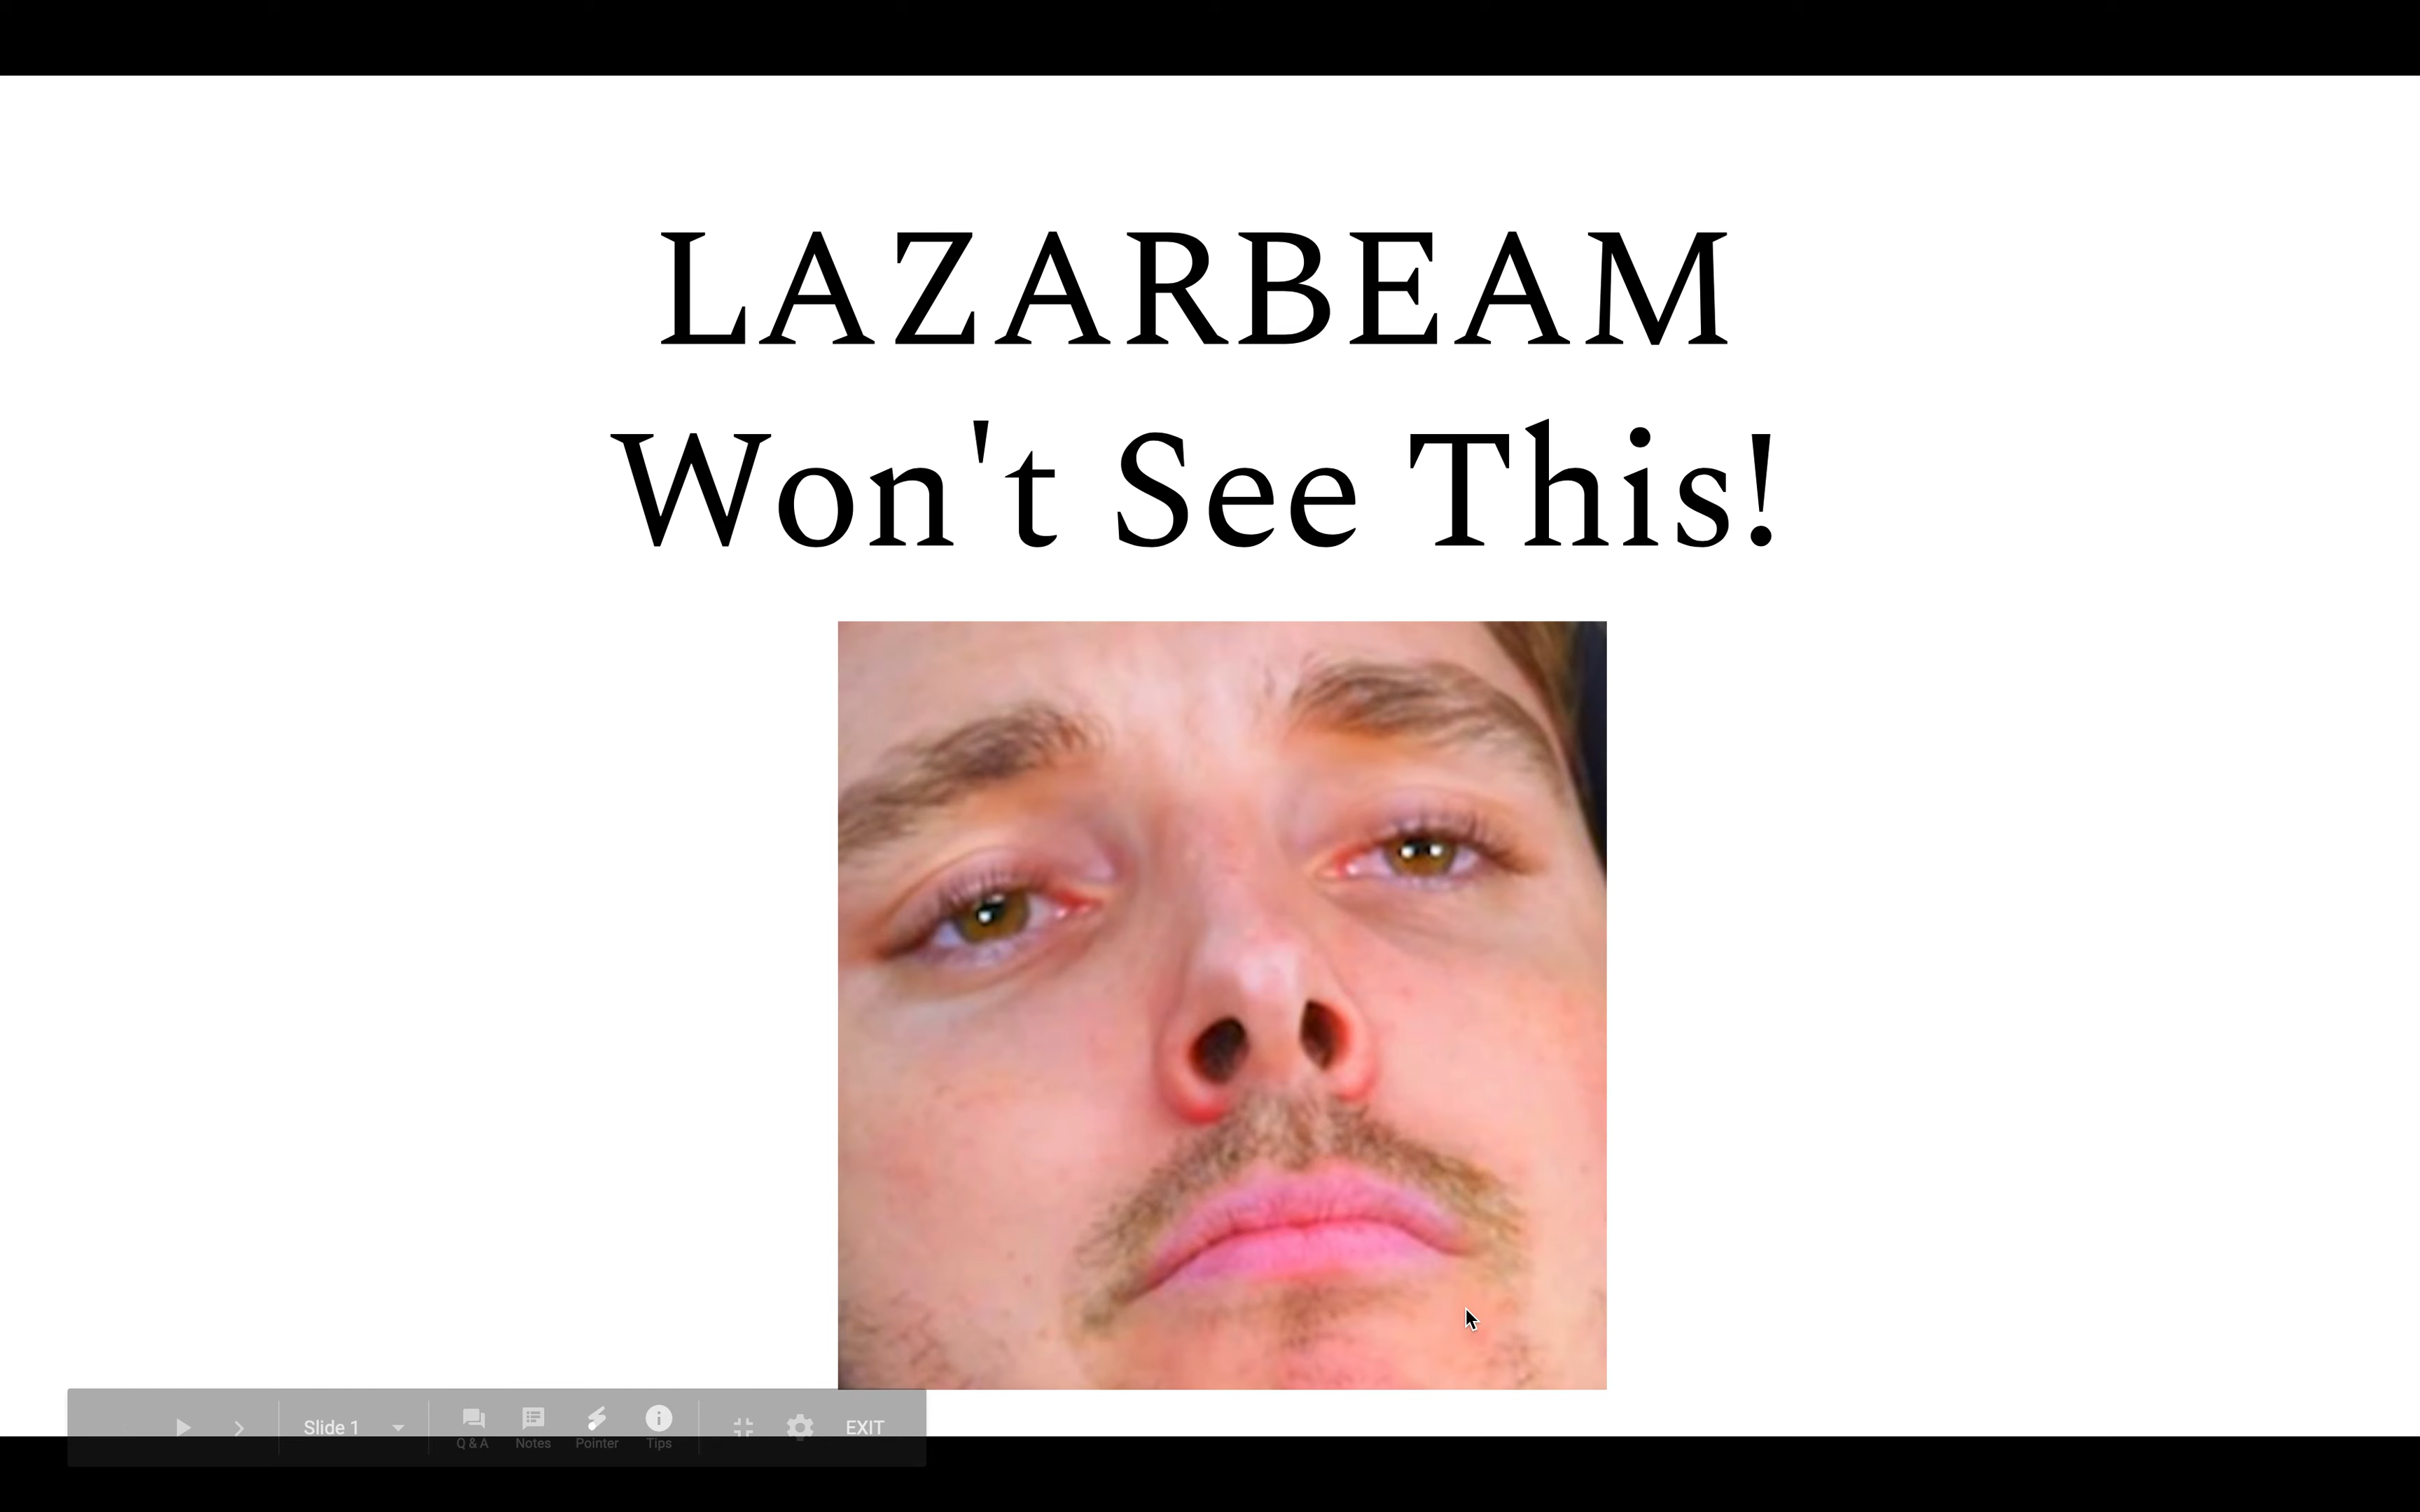 LAZARBEAM
Won't See This!
Slide 1
Q & A
Notes
Pointer
Tips
EXIT